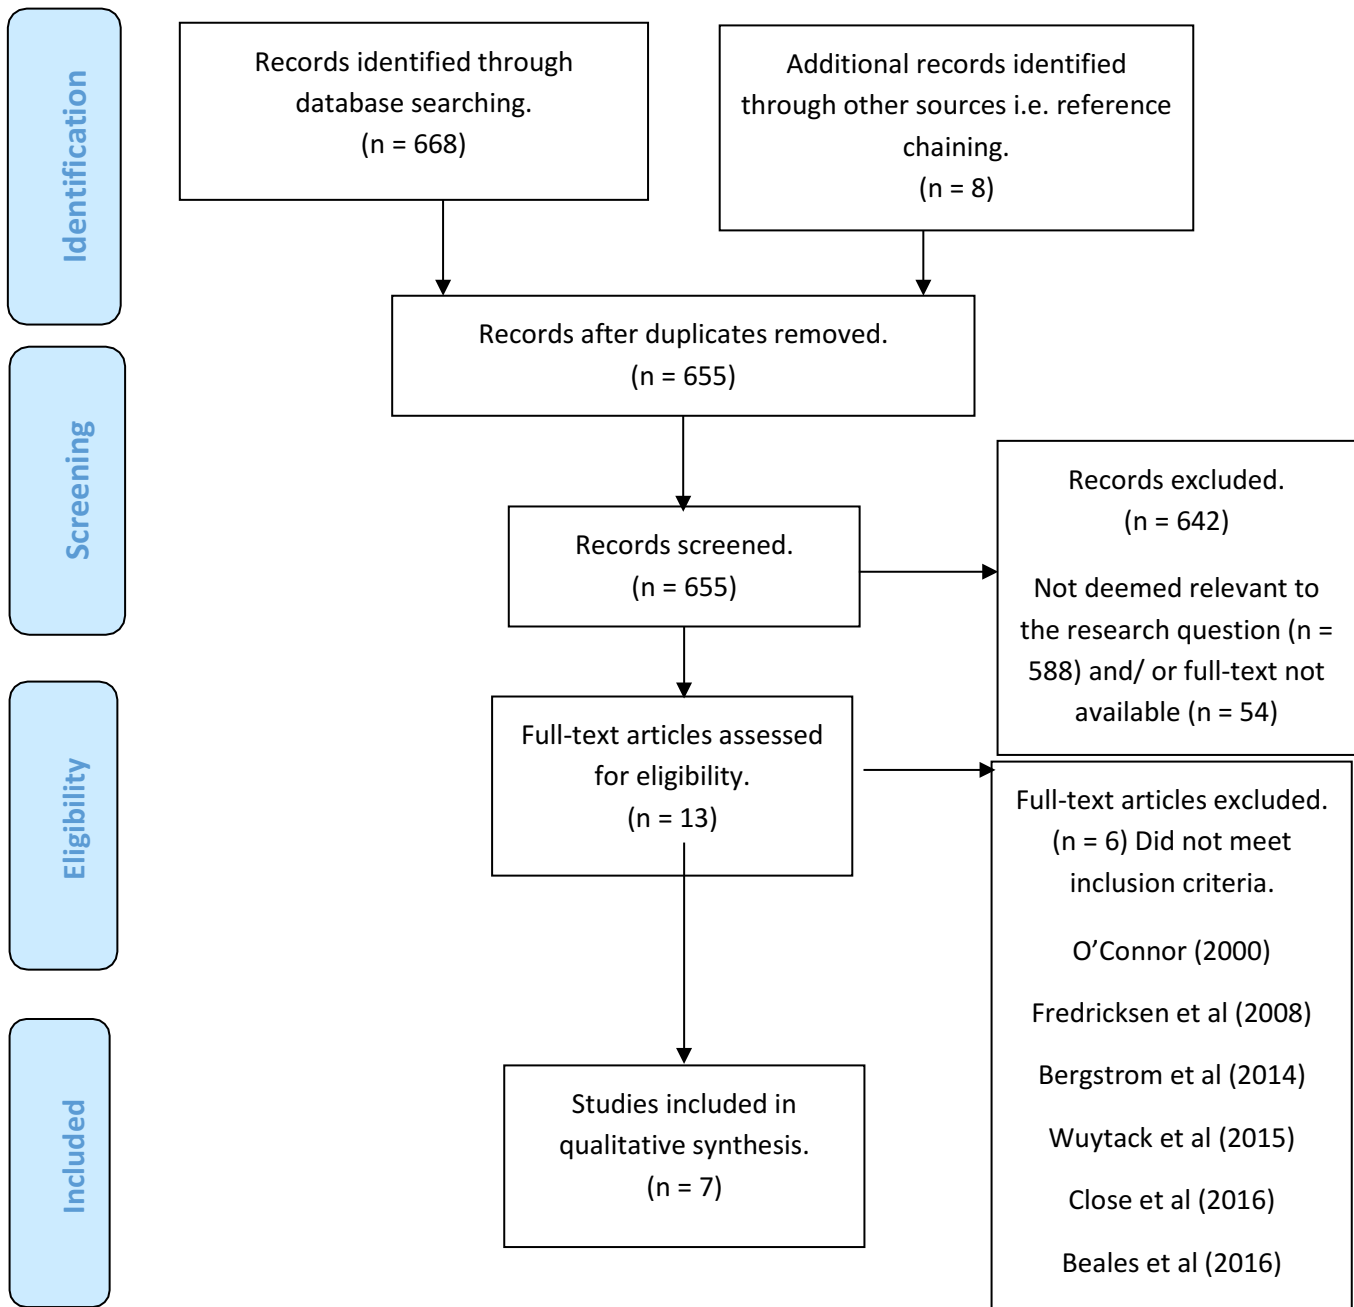 Identification
Records identified through
database searching.
(n = 668)
Additional records identified
through other sources i.e. reference
chaining.
(n = 8)
Records after duplicates removed.
(n = 655)
Screening
Records screened.
(n = 655)
Records excluded.
(n = 642)
Not deemed relevant to
the research question (n =
588) and/ or full-text not
available (n = 54)
Eligibility
Full-text articles assessed
for eligibility.
(n = 13)
Full-text articles excluded.
(n = 6) Did not meet
inclusion criteria.
O’Connor (2000)
Fredricksen et al (2008)
Bergstrom et al (2014)
Wuytack et al (2015)
Close et al (2016)
Beales et al (2016)
Included
Studies included in
qualitative synthesis.
(n = 7)